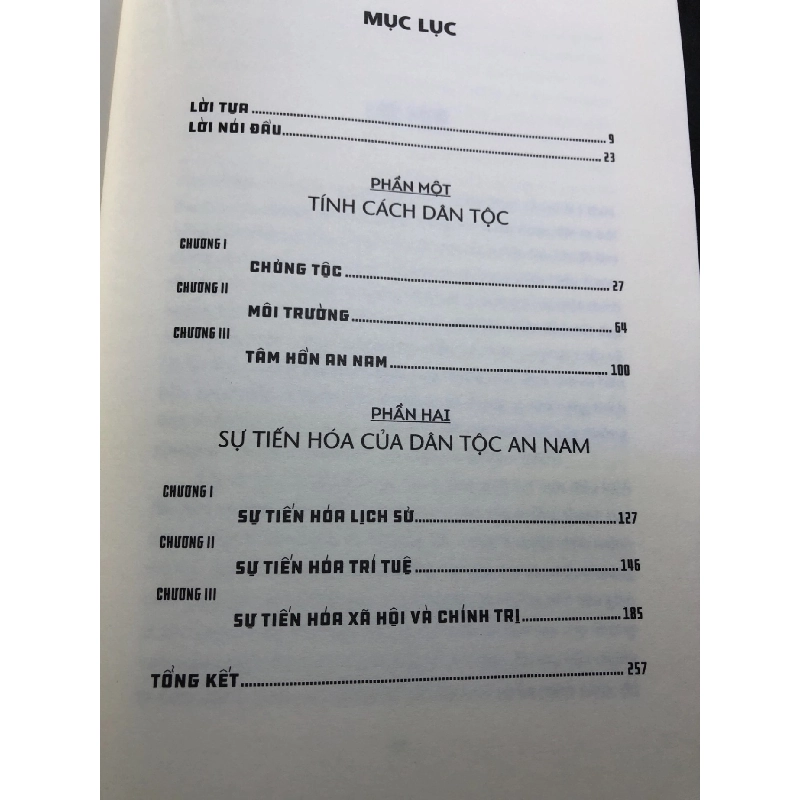 MỤC LỤC
LỜI TỰA........9
LỜI NÓI ĐẦU........23
PHẦN MỘT
TÍNH CÁCH DÂN TỘC
CHƯƠNG I
CHỦNG TỘC........27
CHƯƠNG II
MÔI TRƯỜNG........64
CHƯƠNG III
TÂM HỒN AN NAM........100
PHẦN HAI
SỰ TIẾN HÓA CỦA DÂN TỘC AN NAM
CHƯƠNG I
SỰ TIẾN HÓA LỊCH SỬ........127
CHƯƠNG II
SỰ TIẾN HÓA TRÍ TUỆ........146
CHƯƠNG III
SỰ TIẾN HÓA XÃ HỘI VÀ CHÍNH TRỊ........185
TỔNG KẾT........257